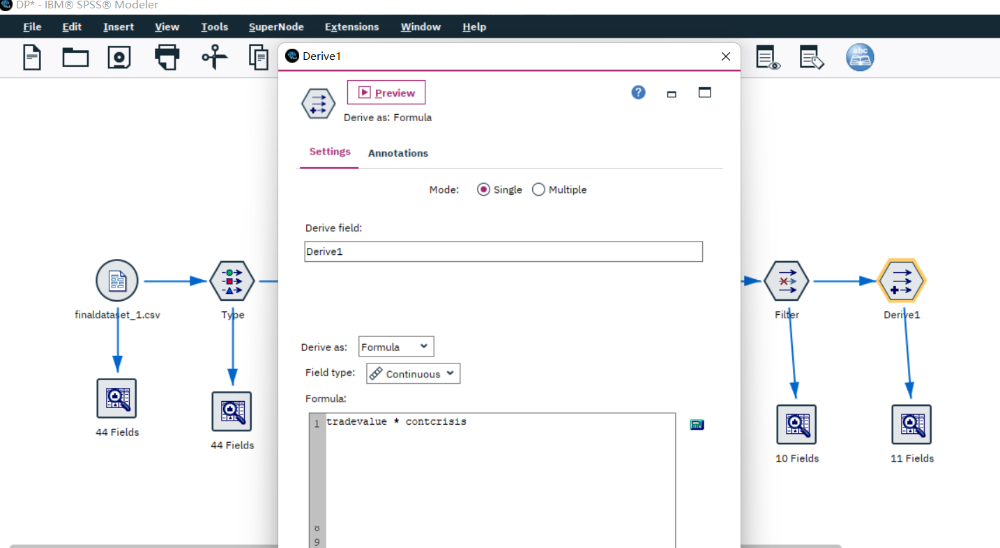 DP* - IBM® SPSS® Modeler
File Edit Insert View Tools SuperNode Extensions Window Help
abc
Derive1
Preview
Derive as: Formula
Settings Annotations
Mode: Single Multiple
Derive field:
Derive1
finaldataset_1.csv Type Filter Derive1
Derive as: Formula
Field type: Continuous
Formula:
1 tradevalue * contcrisis
44 Fields
44 Fields
10 Fields 11 Fields
8
9